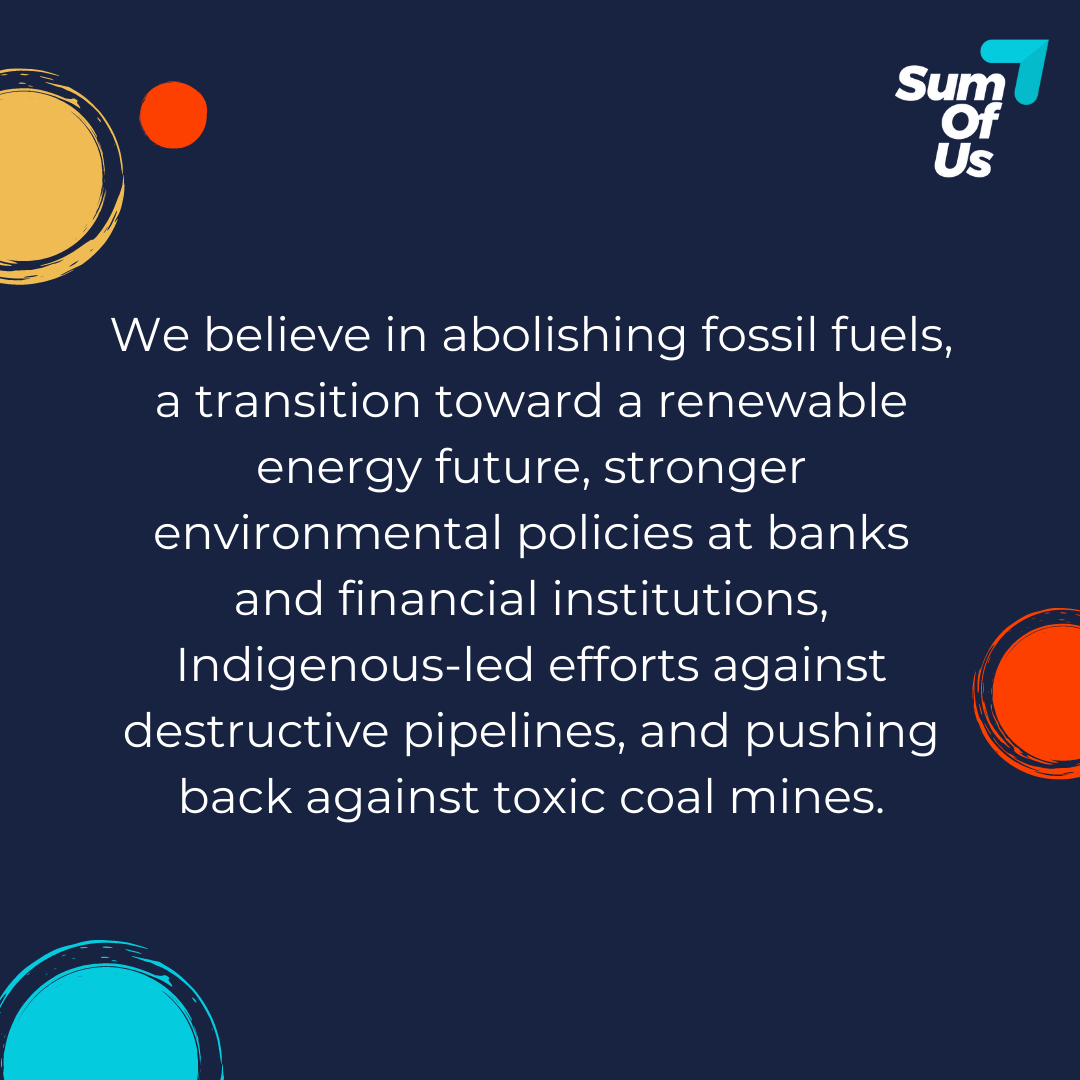 Sum
Of
Us
We believe in abolishing fossil fuels,
a transition toward a renewable
energy future, stronger
environmental policies at banks
and financial institutions,
Indigenous-led efforts against
destructive pipelines, and pushing
back against toxic coal mines.